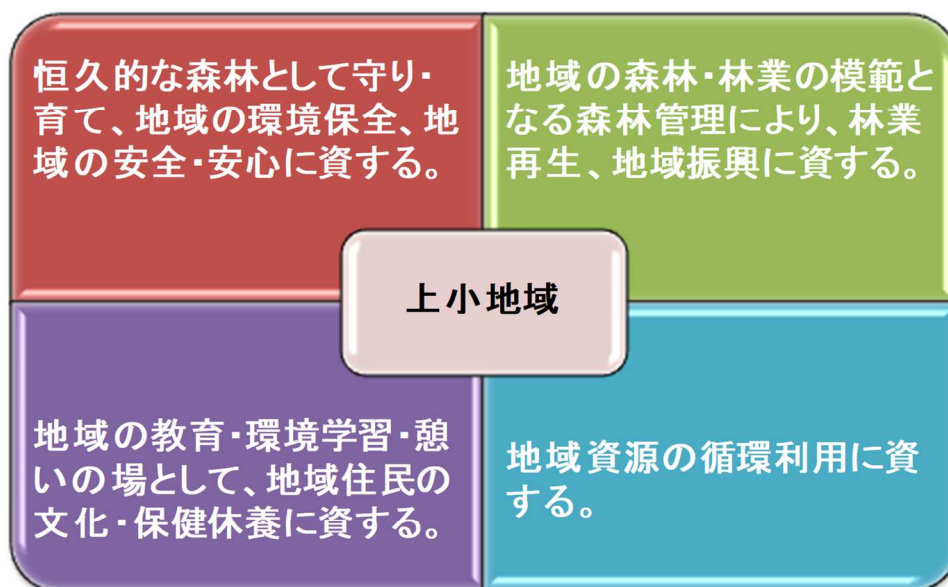 恒久的な森林として守り・
育て、地域の環境保全、地
域の安全・安心に資する。
地域の森林・林業の模範と
なる森林管理により、林業
再生、地域振興に資する。
上小地域
地域の教育・環境学習・憩
いの場として、地域住民の
文化・保健休養に資する。
地域資源の循環利用に資
する。